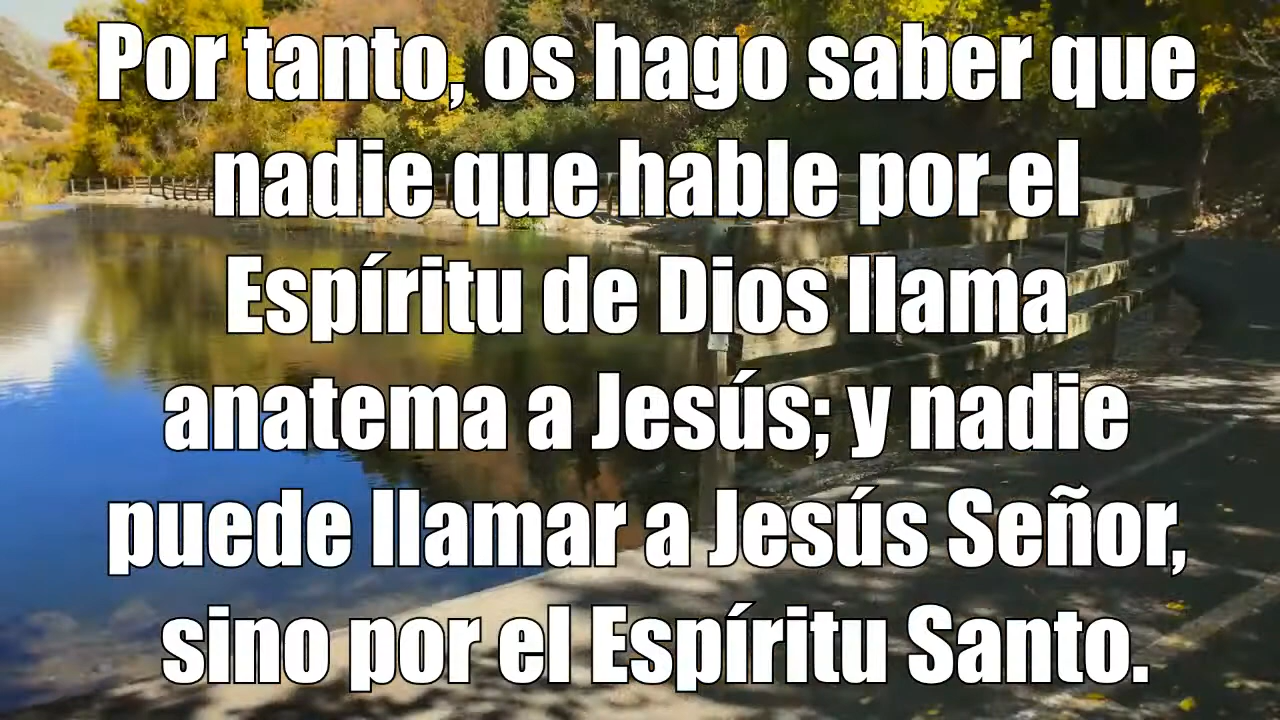 Por tanto, os hago saber que
nadie que hable por el
Espíritu de Dios llama
anatema a Jesús; y nadie
puede llamar a Jesús Señor,
sino por el Espíritu Santo.